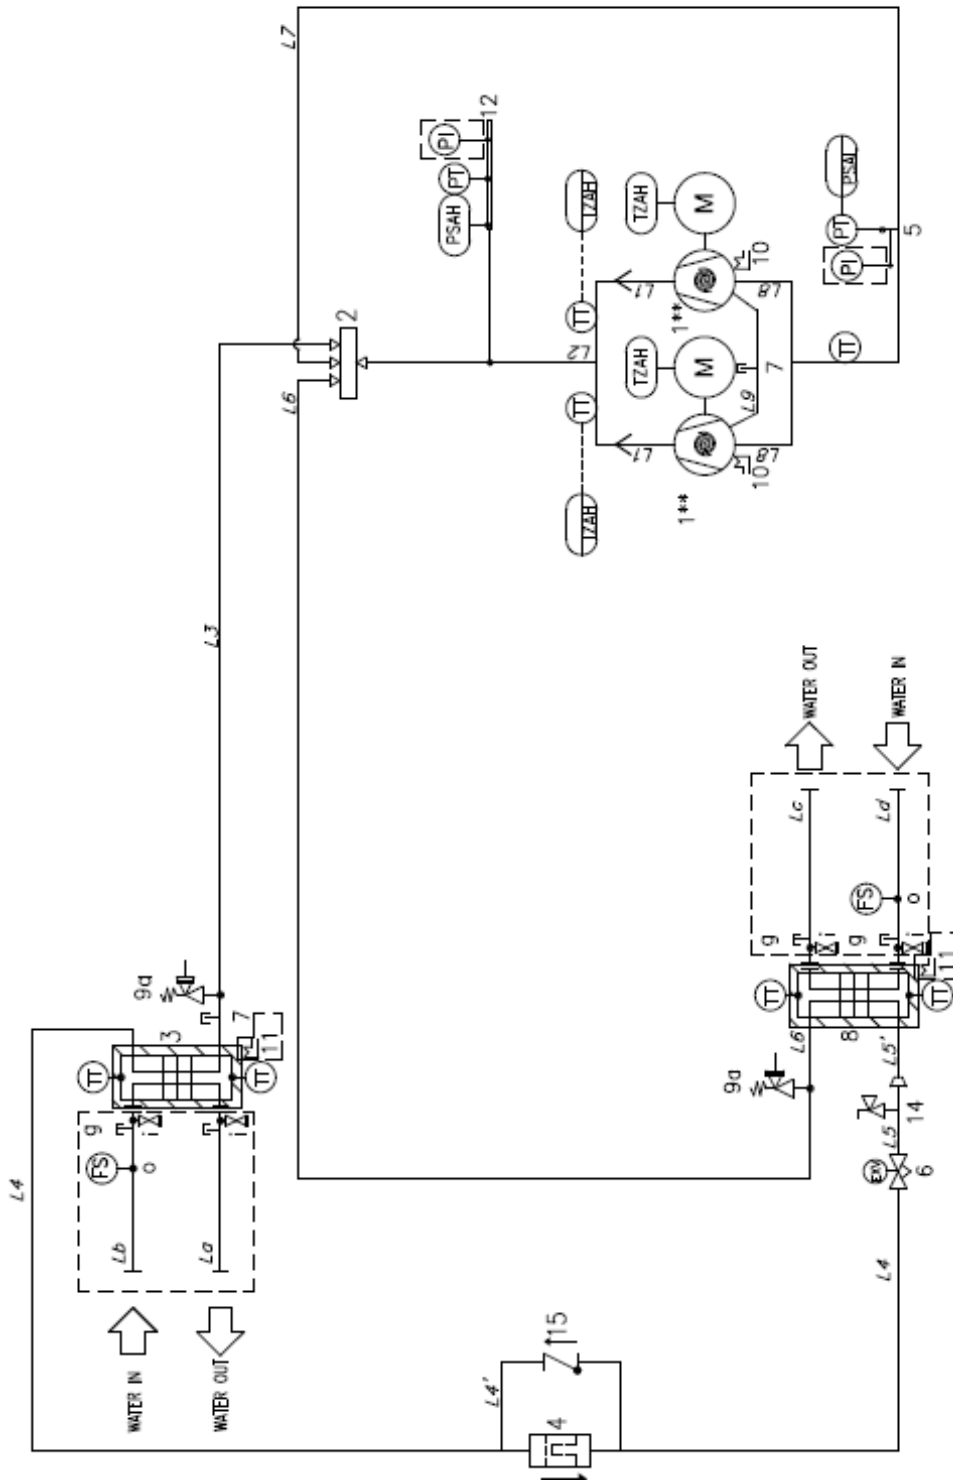 L7
12
PI
PT
PSAH
2
L6
L3
L2
L1
L1
TT
TT
TZAH
TZAH
TZAH
TZAH
M
M
1**
1**
10
10
L8
L8
L9
7
TT
PI
PT
PSAL
5
L4
9a
7
3
11
TT
TT
g
i
i
FS
o
Lb
La
WATER IN
WATER OUT
WATER OUT
WATER IN
Lc
Ld
FS
o
g
g
i
i
11
TT
TT
8
L6
L5'
9a
14
L5
EXV
6
L4
L4'
15
4